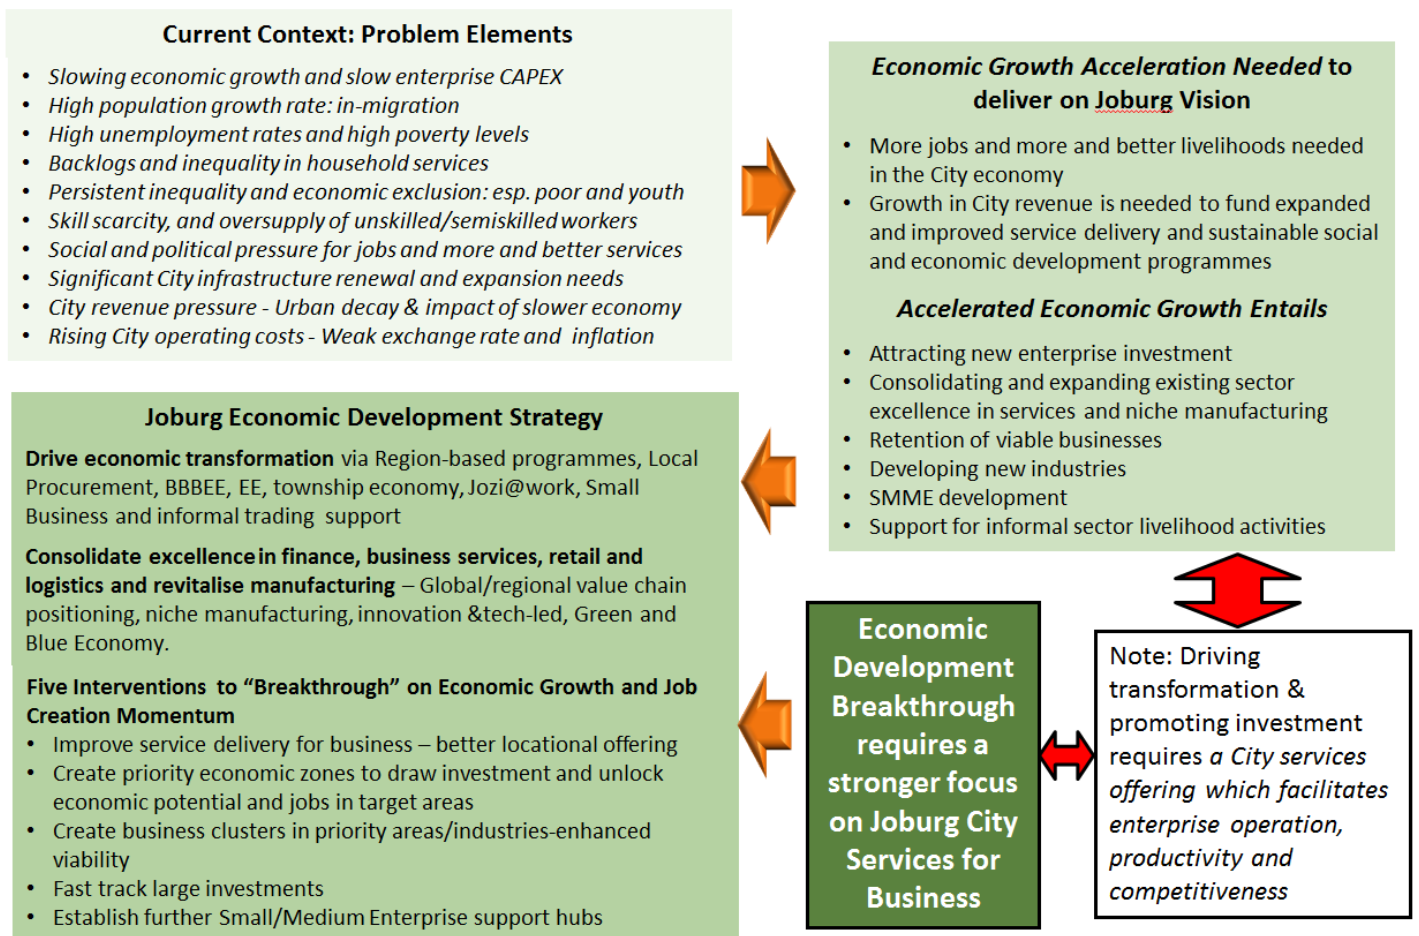 Current Context: Problem Elements
• Slowing economic growth and slow enterprise CAPEX
• High population growth rate: in-migration
• High unemployment rates and high poverty levels
• Backlogs and inequality in household services
• Persistent inequality and economic exclusion: esp. poor and youth
• Skill scarcity, and oversupply of unskilled/semiskilled workers
• Social and political pressure for jobs and more and better services
• Significant City infrastructure renewal and expansion needs
• City revenue pressure - Urban decay & impact of slower economy
• Rising City operating costs - Weak exchange rate and inflation
Economic Growth Acceleration Needed to
deliver on Joburg Vision
• More jobs and more and better livelihoods needed
in the City economy
• Growth in City revenue is needed to fund expanded
and improved service delivery and sustainable social
and economic development programmes
Accelerated Economic Growth Entails
• Attracting new enterprise investment
• Consolidating and expanding existing sector
excellence in services and niche manufacturing
• Retention of viable businesses
• Developing new industries
• SMME development
• Support for informal sector livelihood activities
Joburg Economic Development Strategy
Drive economic transformation via Region-based programmes, Local
Procurement, BBBEE, EE, township economy, Jozi@work, Small
Business and informal trading support
Consolidate excellence in finance, business services, retail and
logistics and revitalise manufacturing – Global/regional value chain
positioning, niche manufacturing, innovation &tech-led, Green and
Blue Economy.
Five Interventions to “Breakthrough” on Economic Growth and Job
Creation Momentum
• Improve service delivery for business – better locational offering
• Create priority economic zones to draw investment and unlock
economic potential and jobs in target areas
• Create business clusters in priority areas/industries-enhanced
viability
• Fast track large investments
• Establish further Small/Medium Enterprise support hubs
Economic
Development
Breakthrough
requires a
stronger focus
on Joburg City
Services for
Business
Note: Driving
transformation &
promoting investment
requires a City services
offering which facilitates
enterprise operation,
productivity and
competitiveness